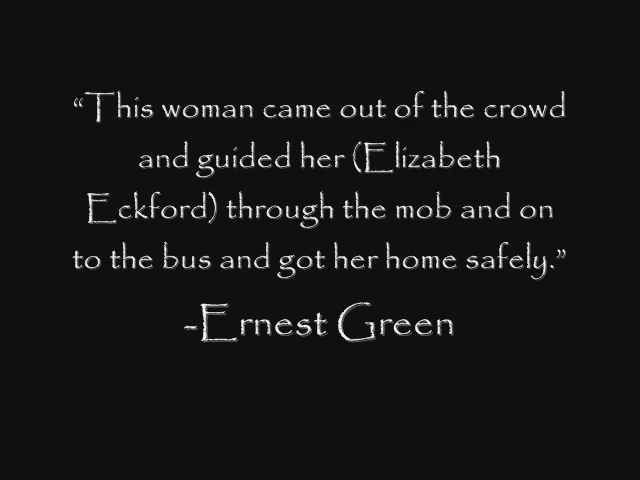 “This woman came out of the crowd
and guided her (Elizabeth
Eckford) through the mob and on
to the bus and got her home safely.”
-Ernest Green